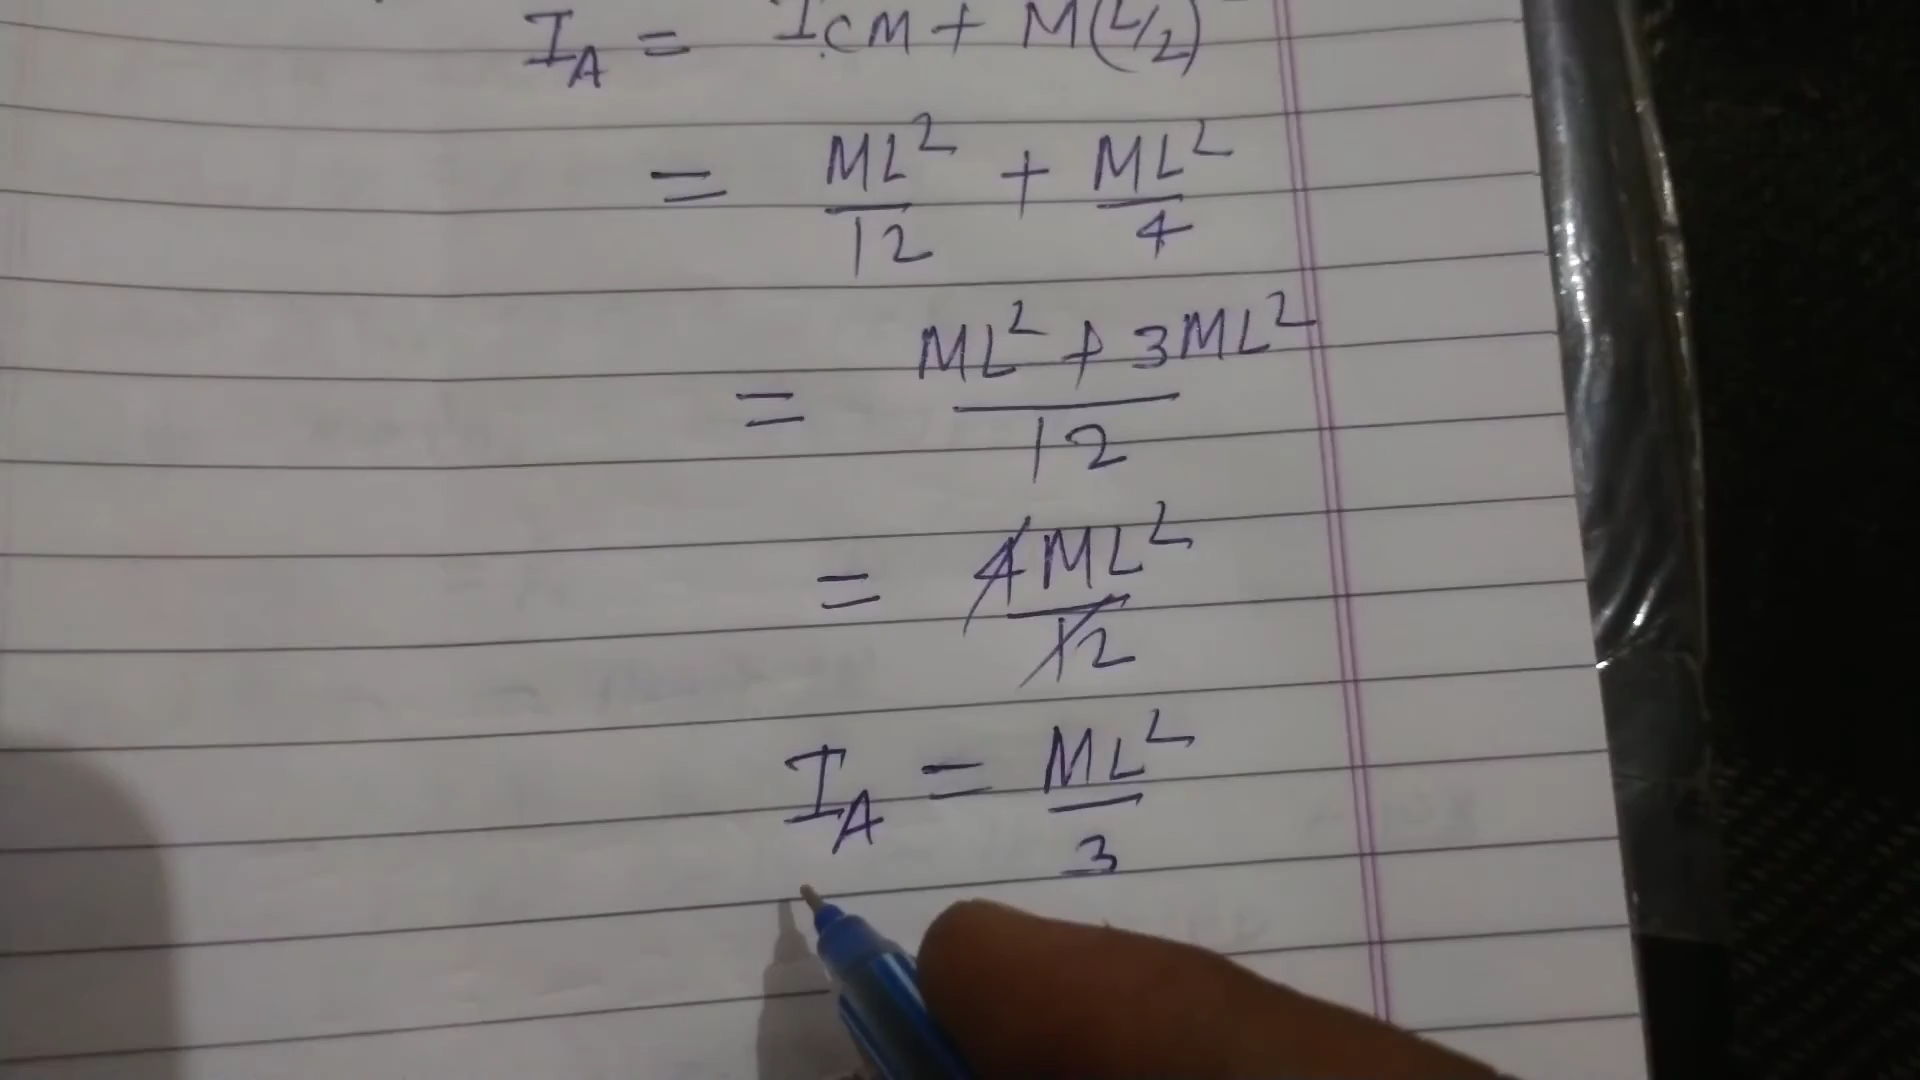 I_A = I_CM + M(L/2)²
= ML²/12 + ML²/4
= ML² + 3ML²/12
= 4ML²/12
I_A = ML²/3